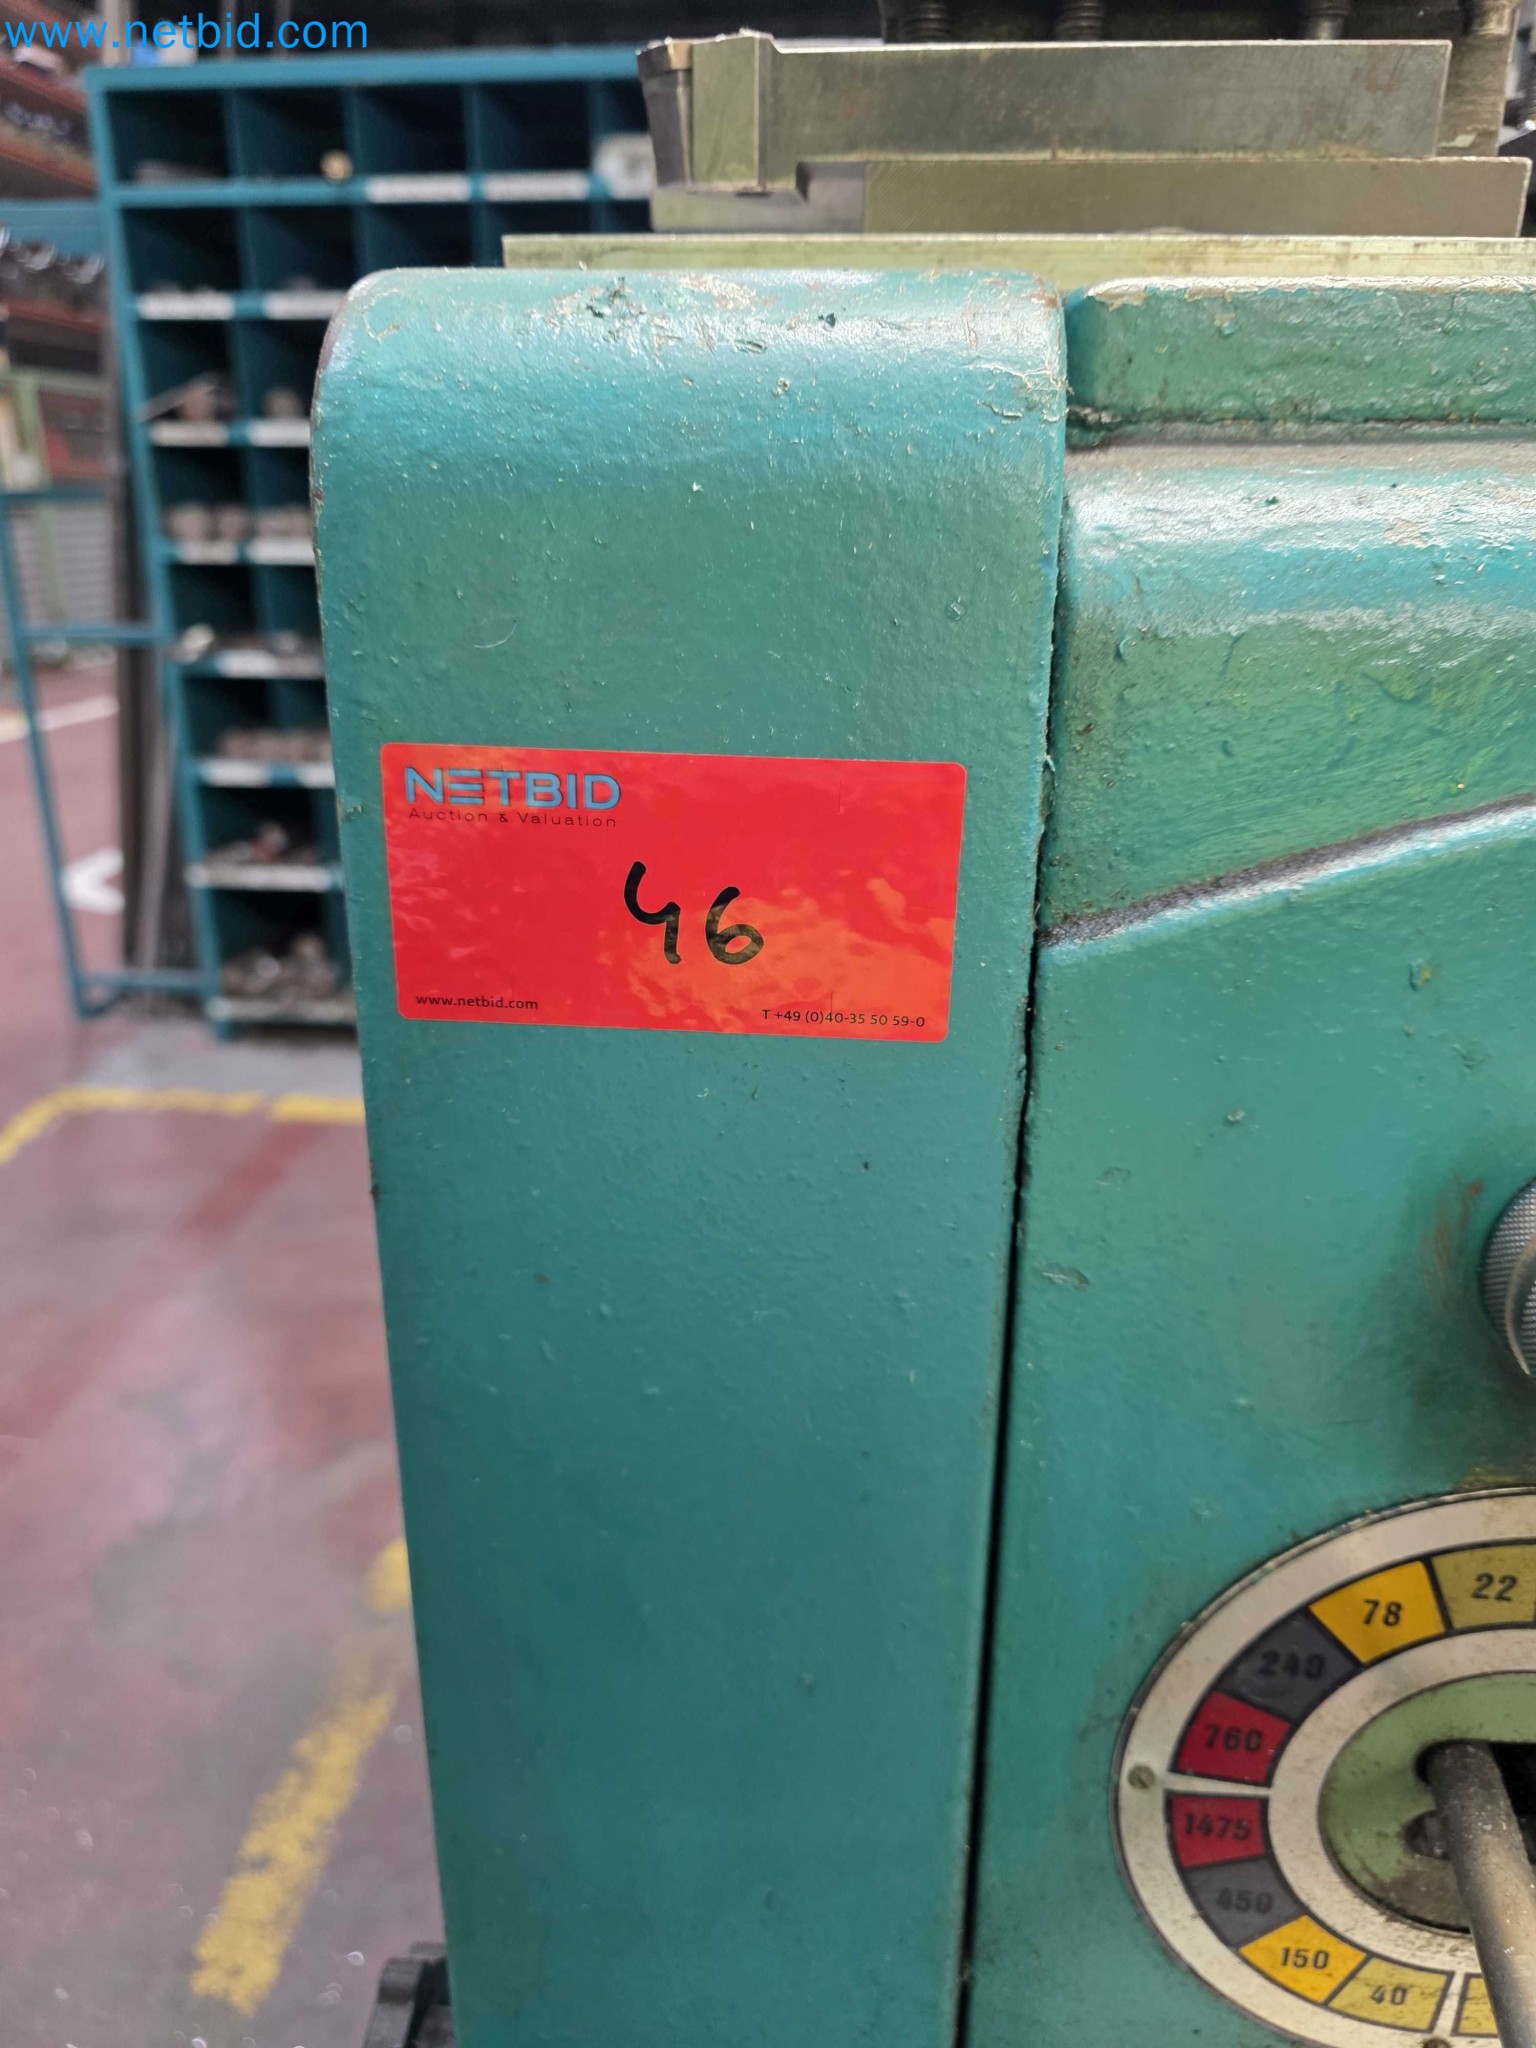 www.netbid.com
NETBID
Auction & Valuation
46
www.netbid.com
T +49 (0)40-35 50 59-0
22
78
240
760
1475
450
150
40